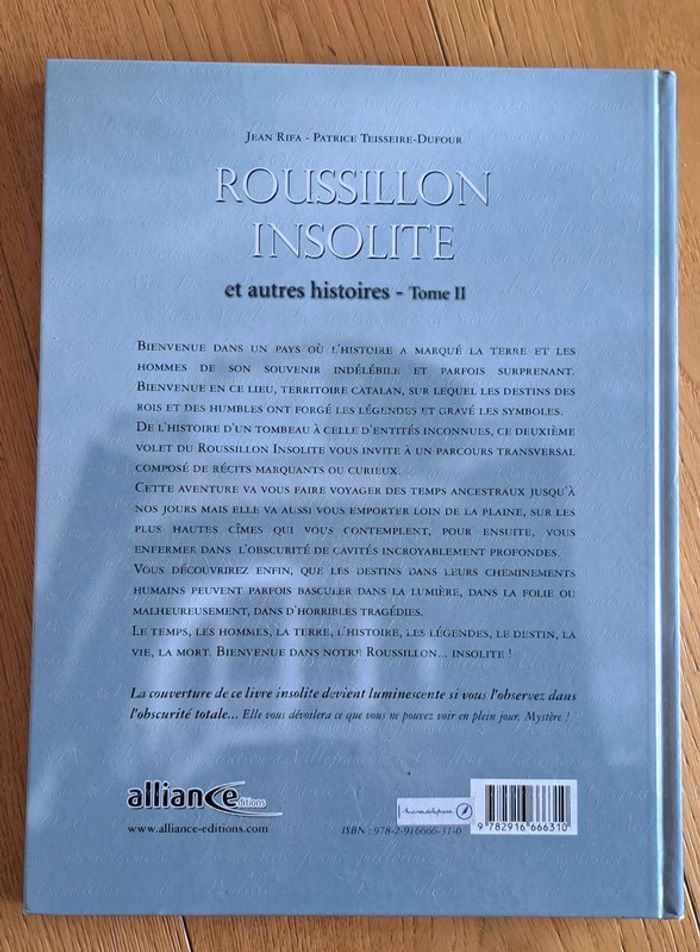 JEAN RIFA - PATRICE TEISSEIRE-DUFOUR
ROUSSILLON
INSOLITE
et autres histoires - Tome II
BIENVENUE DANS UN PAYS OÙ L'HISTOIRE A MARQUÉ LA TERRE ET LES
HOMMES DE SON SOUVENIR INDÉLÉBILE ET PARFOIS SURPRENANT.
BIENVENUE EN CE LIEU, TERRITOIRE CATALAN, SUR LEQUEL LES DESTINS DES
ROIS ET DES HUMBLES ONT FORGÉ LES LÉGENDES ET GRAVÉ LES SYMBOLES.
DE L'HISTOIRE D'UN TOMBEAU À CELLE D'ENTITÉS INCONNUES, CE DEUXIÈME
VOLET DU ROUSSILLON INSOLITE VOUS INVITE À UN PARCOURS TRANSVERSAL
COMPOSÉ DE RÉCITS MARQUANTS OU CURIEUX.
CETTE AVENTURE VA VOUS FAIRE VOYAGER DES TEMPS ANCESTRAUX JUSQU'À
NOS JOURS MAIS ELLE VA AUSSI VOUS EMPORTER LOIN DE LA PLAINE, SUR LES
PLUS HAUTES CÎMES QUI VOUS CONTEMPLENT, POUR ENSUITE, VOUS
ENFERMER DANS L'OBSCURITÉ DE CAVITÉS INCROYABLEMENT PROFONDES.
VOUS DÉCOUVRIREZ ENFIN, QUE LES DESTINS DANS LEURS CHEMINEMENTS
HUMAINS PEUVENT PARFOIS BASCULER DANS LA LUMIÈRE, DANS LA FOLIE OU
MALHEUREUSEMENT, DANS D'HORRIBLES TRAGÉDIES.
LE TEMPS, LES HOMMES, LA TERRE, L'HISTOIRE, LES LÉGENDES, LE DESTIN, LA
VIE, LA MORT. BIENVENUE DANS NOTRE ROUSSILLON... INSOLITE !
La couverture de ce livre insolite devient luminescente si vous l'observez dans
l'obscurité totale... Elle vous dévoilera ce que vous ne pouvez voir en plein jour. Mystère !
alliance éditions
www.alliance-editions.com
ISBN : 978-2-916666-31-0
9 782916 666310